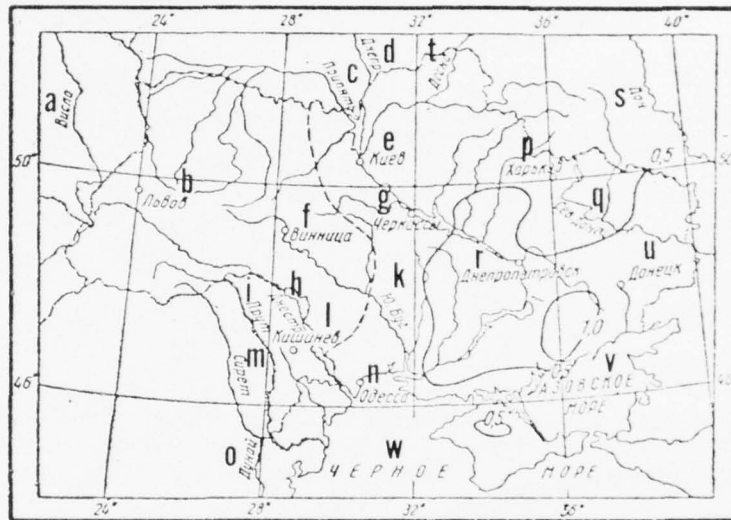 24° 28° 32° 36° 40°
d t
Днепр
c
Припять
Десна
a
Висла
s
Дон
e
p
50° Киев Харьков 0,5 50
b
Львов
g
q
Сев. Донец
f
Черкассы
Винница
r
u
k
Днепропетровск
Донецк
h
i
Днестр
Прут
l
Ю. Буг
Кишинев
1,0
m
Сирет
n
v
46° Одесса 0,5 46
АЗОВСКОЕ
МОРЕ
0,5
o
Дунай
w
ЧЕРНОЕ МОРЕ
24° 28° 32° 36°